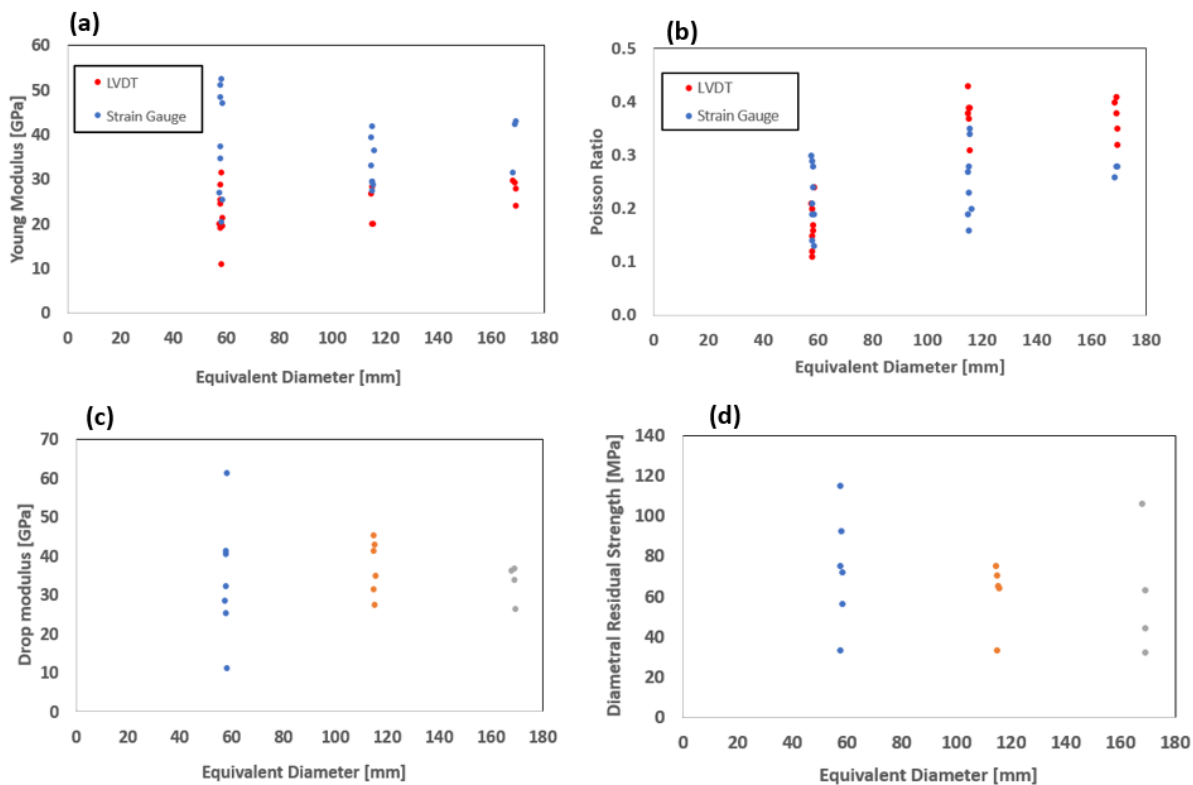 (a)
60
50
40
30
20
10
0
Young Modulus [GPa]
LVDT
Strain Gauge
0 20 40 60 80 100 120 140 160 180
Equivalent Diameter [mm]
(b)
0.5
0.4
0.3
0.2
0.1
0.0
Poisson Ratio
LVDT
Strain Gauge
0 20 40 60 80 100 120 140 160 180
Equivalent Diameter [mm]
(c)
70
60
50
40
30
20
10
0
Drop modulus [GPa]
0 20 40 60 80 100 120 140 160 180
Equivalent Diameter [mm]
(d)
140
120
100
80
60
40
20
0
Diametral Residual Strength [MPa]
0 20 40 60 80 100 120 140 160 180
Equivalent Diameter [mm]